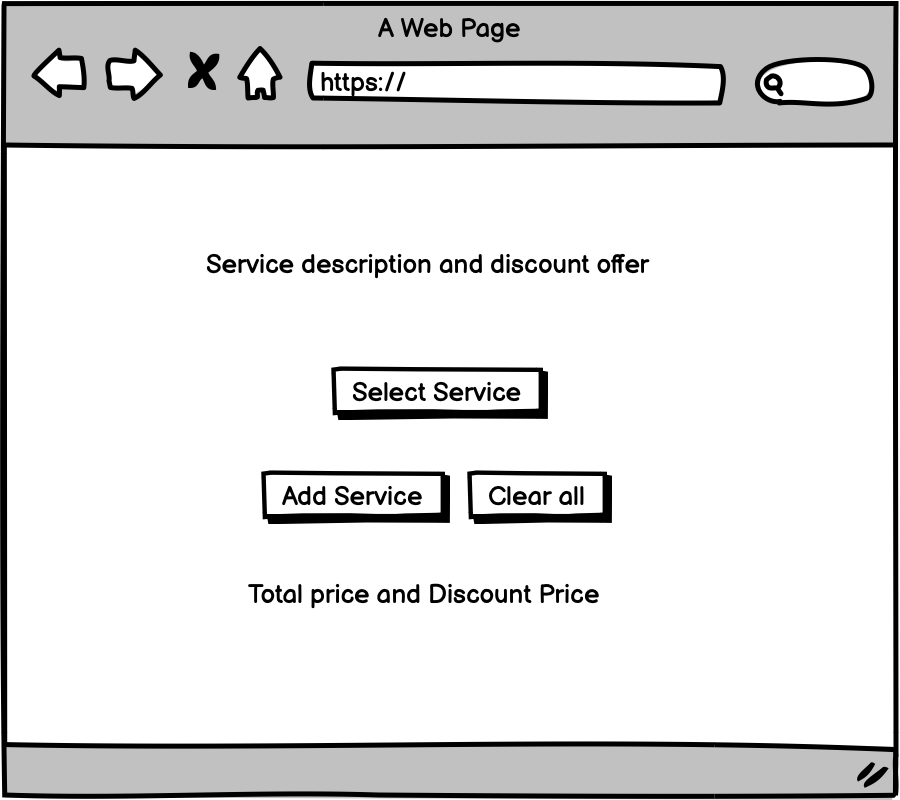 A Web Page
https://
Service description and discount offer
Select Service
Add Service
Clear all
Total price and Discount Price